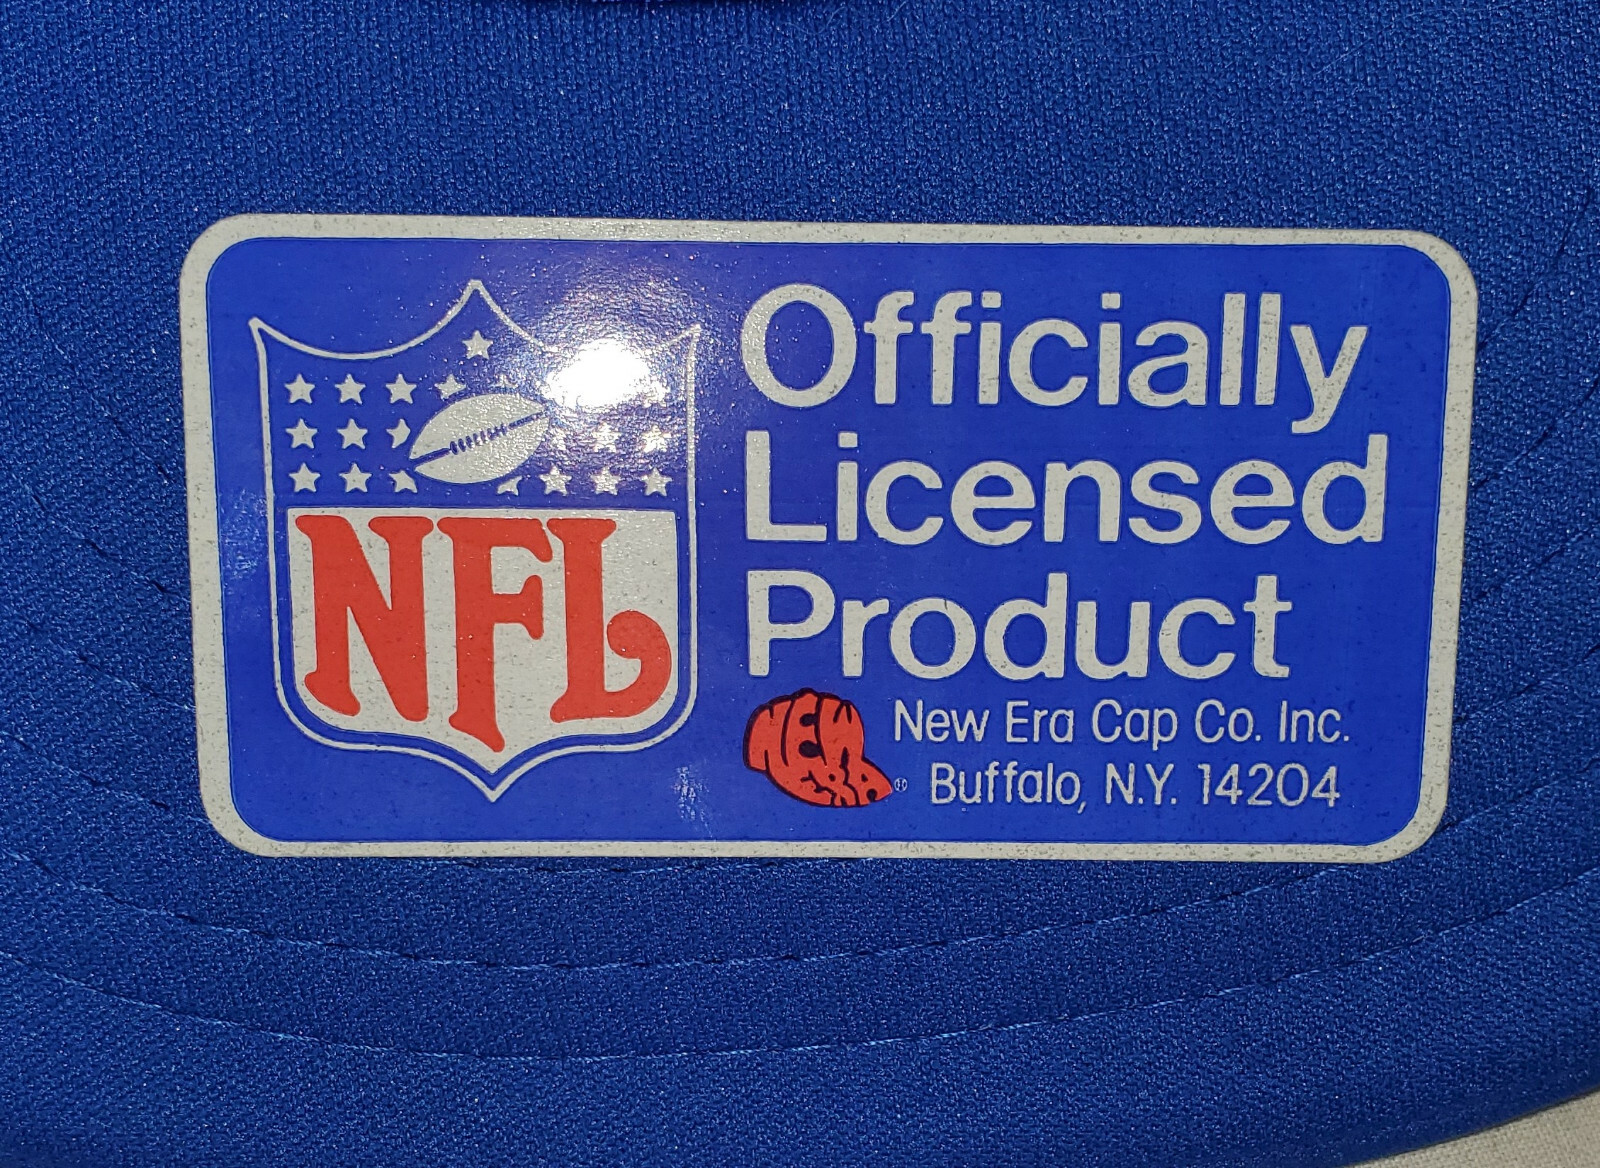 NFL
Officially
Licensed
Product
NEW
ERA
New Era Cap Co. Inc.
Buffalo, N.Y. 14204